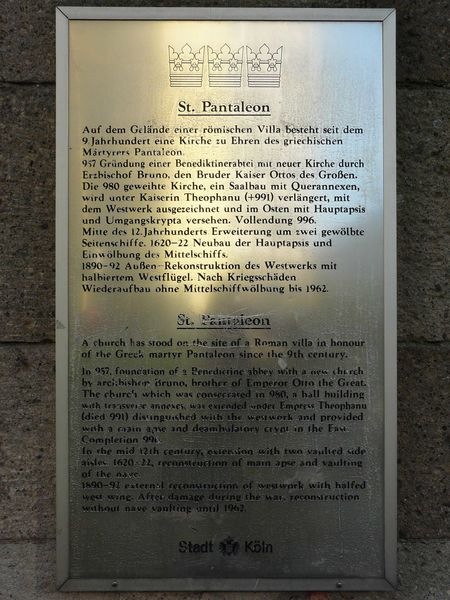 St. Pantaleon
Auf dem Gelände einer römischen Villa besteht seit dem
9. Jahrhundert eine Kirche zu Ehren des griechischen
Märtyrers Pantaleon.
957 Gründung einer Benediktinerabtei mit neuer Kirche durch
Erzbischof Bruno, den Bruder Kaiser Ottos des Großen.
Die 980 geweihte Kirche, ein Saalbau mit Querannexen,
wird unter Kaiserin Theophanu (+991) verlängert, mit
dem Westwerk ausgezeichnet und im Osten mit Hauptapsis
und Umgangskrypta versehen. Vollendung 996.
Mitte des 12. Jahrhunderts Erweiterung um zwei gewölbte
Seitenschiffe. 1620-22 Neubau der Hauptapsis und
Einwölbung des Mittelschiffs.
1890-92 Außen-Rekonstruktion des Westwerks mit
halbiertem Westflügel. Nach Kriegsschäden
Wiederaufbau ohne Mittelschiffwölbung bis 1962.
St. Pantaleon
A church has stood on the site of a Roman villa in honour
of the Greek martyr Pantaleon since the 9th century.
In 957, foundation of a Benedictine abbey with a new church
by archbishop Bruno, brother of Emperor Otto the Great.
The church which was consecrated in 980, a hall building
with transverse annexes, was extended under Empress Theophanu
(died 991) distinguished with the westwork and provided
with a main apse and deambulatory crypt in the East.
Completion 996.
In the mid 12th century, extension with two vaulted side
aisles. 1620-22, reconstruction of main apse and vaulting
of the nave.
1890-92 external reconstruction of westwork with halfed
west wing. After damage during the war, reconstruction
without nave vaulting until 1962.
Stadt Köln